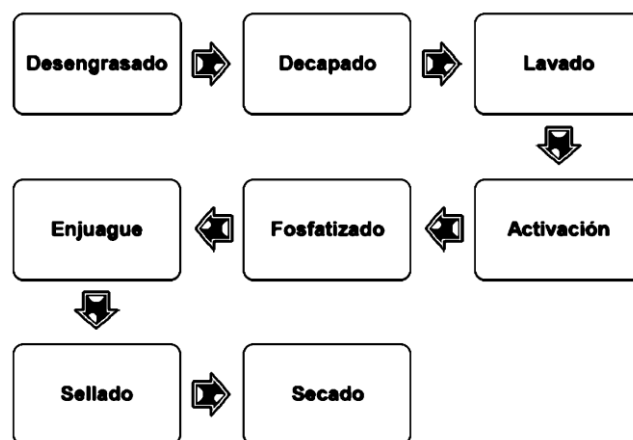 Desengrasado
Decapado
Lavado
Activación
Fosfatizado
Enjuague
Sellado
Secado